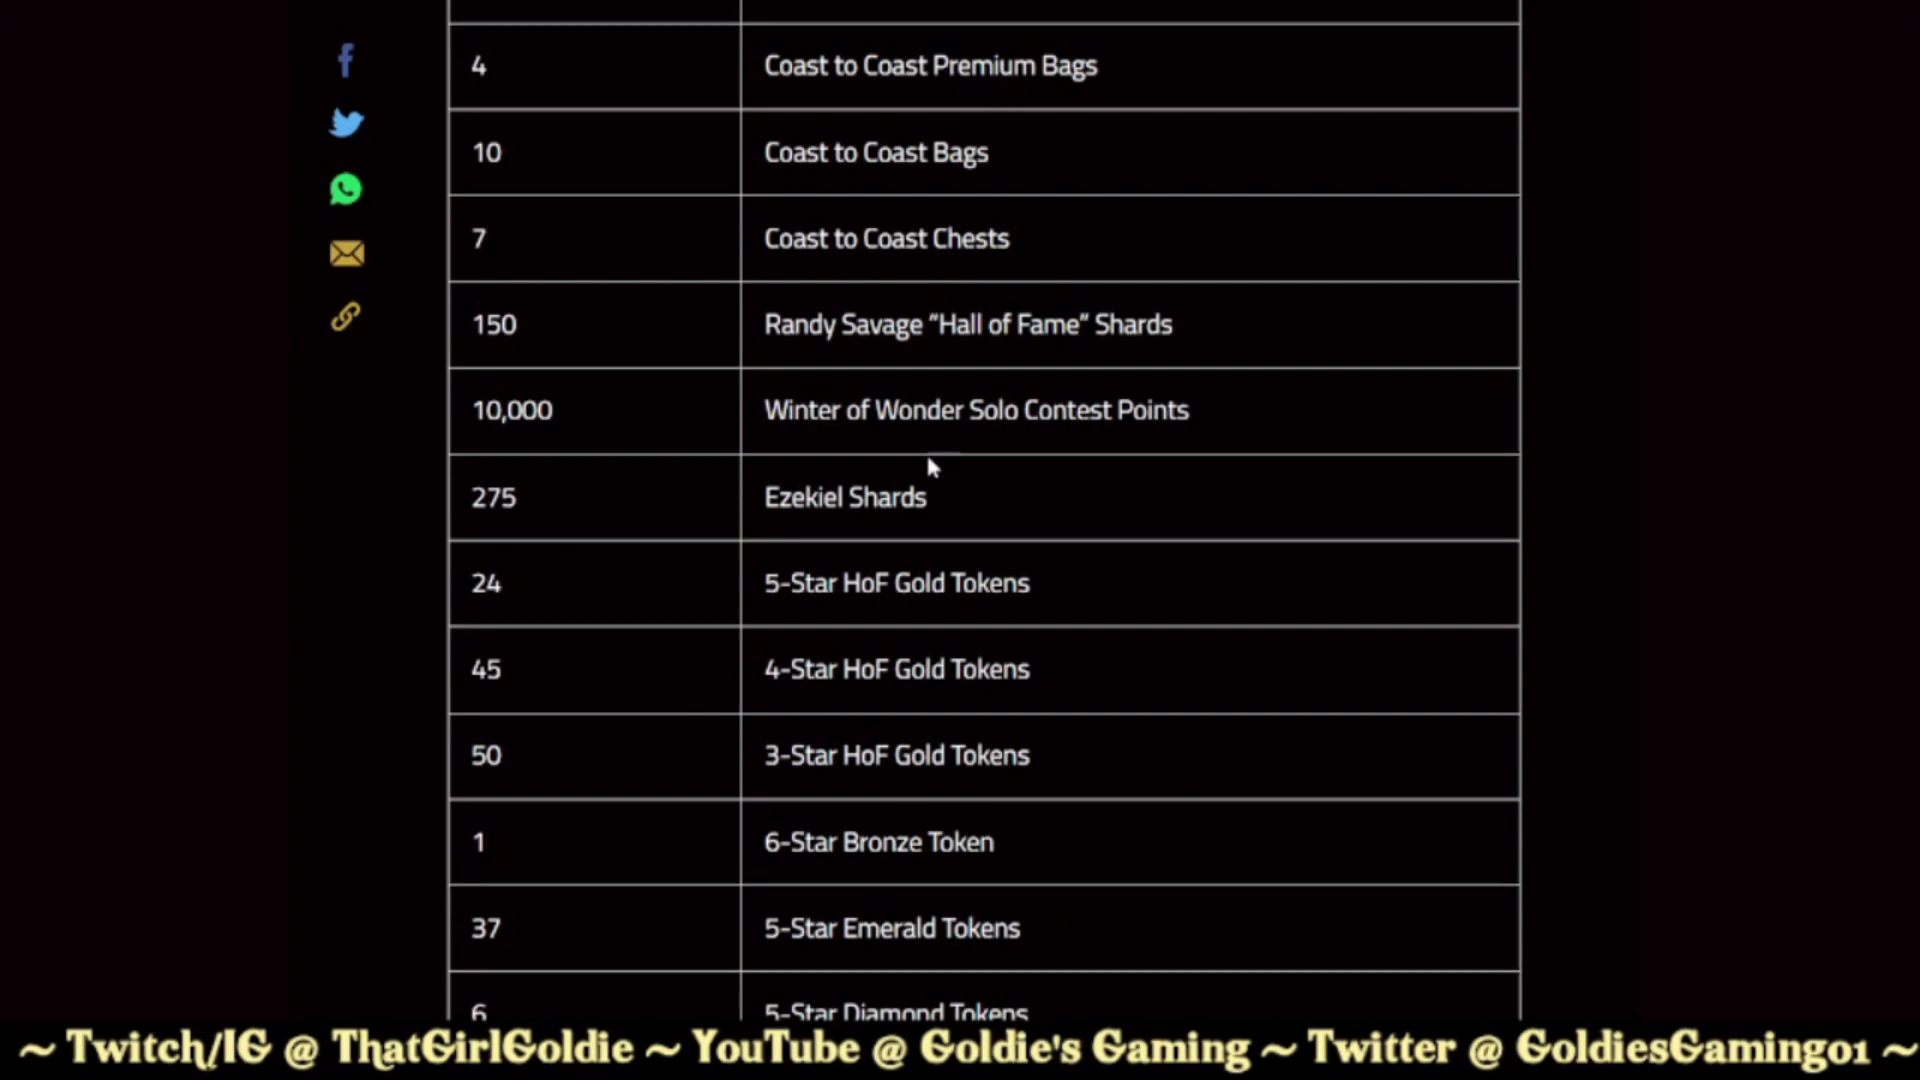 4 Coast to Coast Premium Bags
10 Coast to Coast Bags
7 Coast to Coast Chests
150 Randy Savage “Hall of Fame” Shards
10,000 Winter of Wonder Solo Contest Points
275 Ezekiel Shards
24 5-Star HoF Gold Tokens
45 4-Star HoF Gold Tokens
50 3-Star HoF Gold Tokens
1 6-Star Bronze Token
37 5-Star Emerald Tokens
6 5-Star Diamond Tokens
~ Twitch/IG @ ThatGirlGoldie ~ YouTube @ Goldie's Gaming ~ Twitter @ GoldiesGaming01 ~